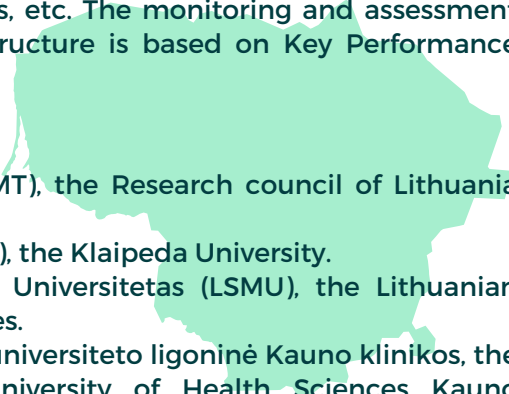 s, etc. The monitoring and assessment
ructure is based on Key Performance
MT), the Research council of Lithuania
), the Klaipeda University.
Universitetas (LSMU), the Lithuanian
es.
universiteto ligoninė Kauno klinikos, the
niversity of Health Sciences Kauno